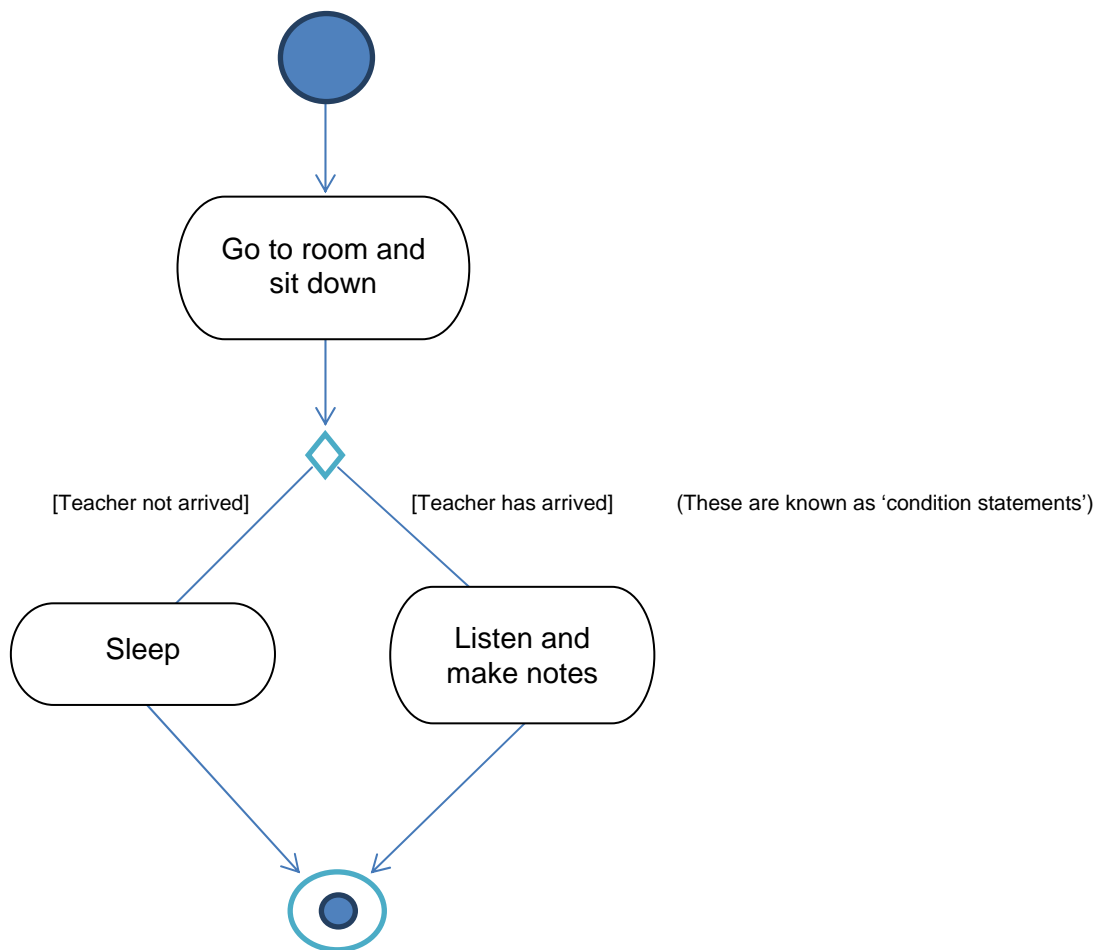 Go to room and
sit down
[Teacher not arrived]
[Teacher has arrived]
(These are known as ‘condition statements’)
Sleep
Listen and
make notes